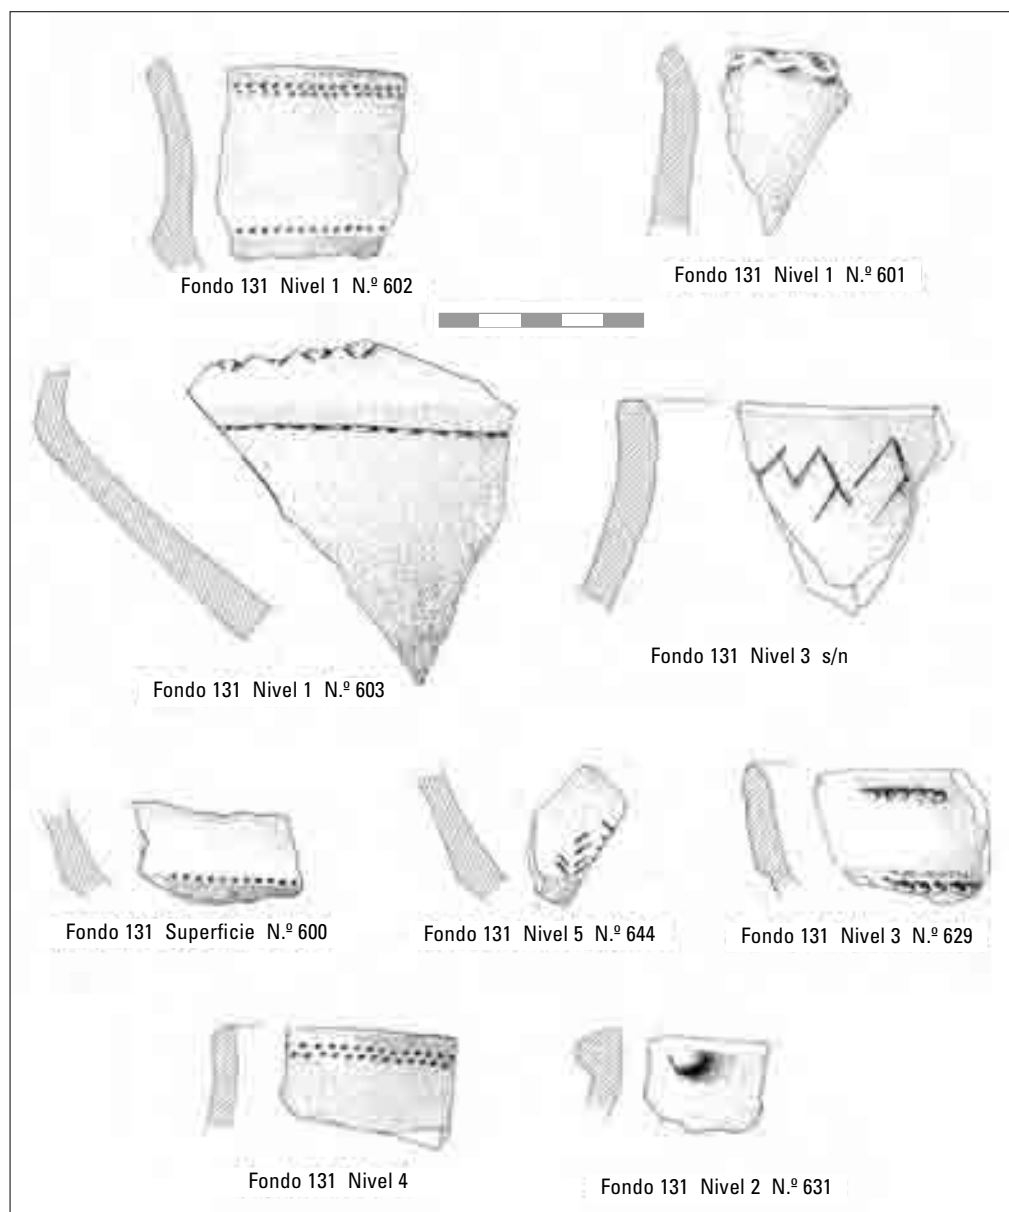 Fondo 131 Nivel 1 N.º 602
Fondo 131 Nivel 1 N.º 601
Fondo 131 Nivel 1 N.º 603
Fondo 131 Nivel 3 s/n
Fondo 131 Superficie N.º 600
Fondo 131 Nivel 5 N.º 644
Fondo 131 Nivel 3 N.º 629
Fondo 131 Nivel 4
Fondo 131 Nivel 2 N.º 631